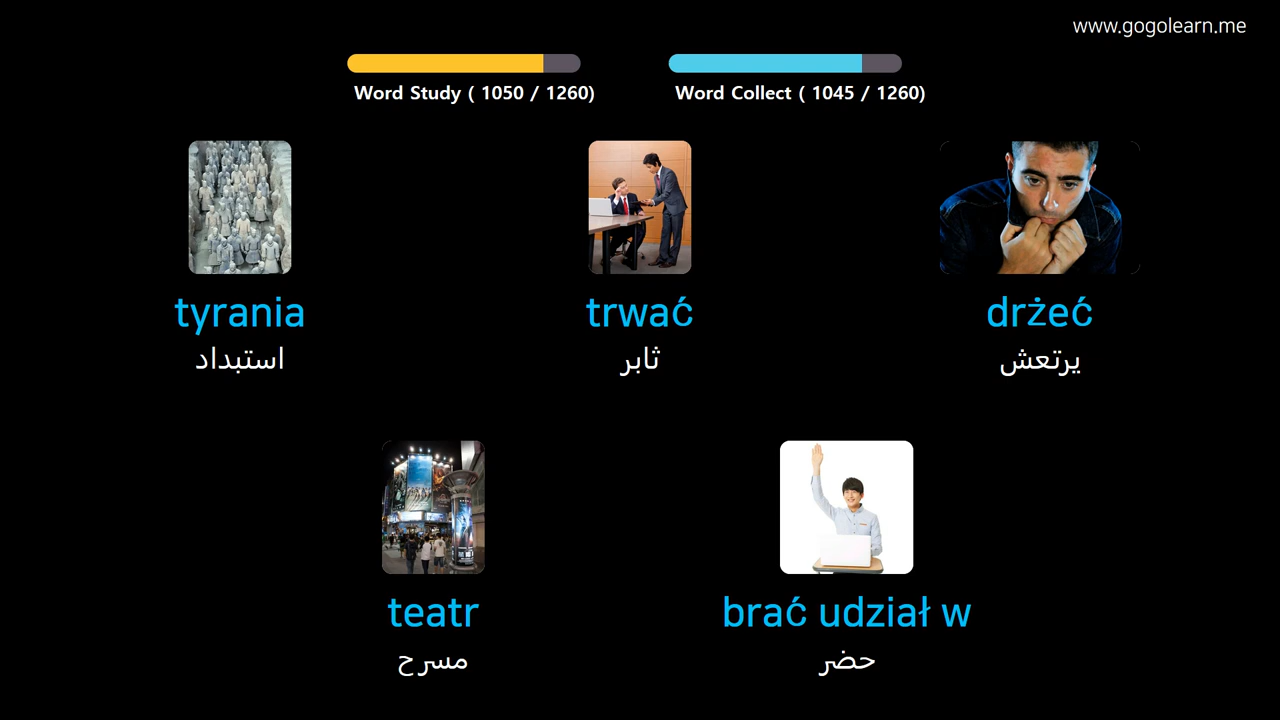 www.gogolearn.me
Word Study ( 1050 / 1260)
Word Collect ( 1045 / 1260)
tyrania
استبداد
trwać
ثابر
drżeć
يرتعش
teatr
مسرح
brać udział w
حضر